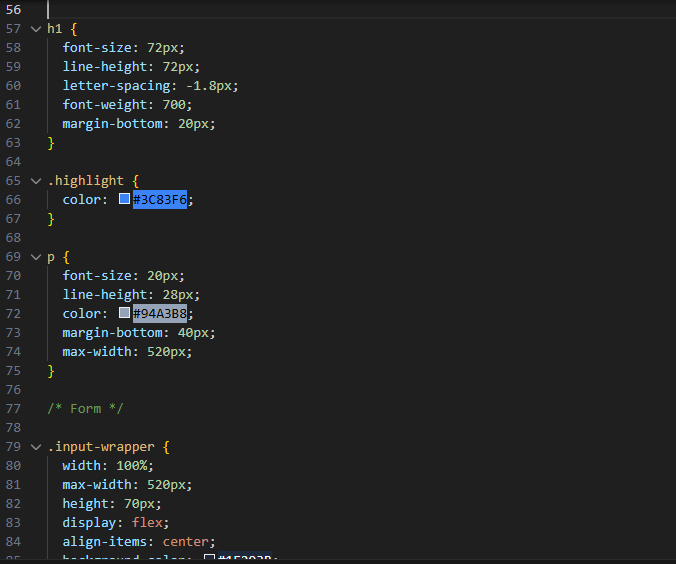 56
57 h1 {
58 font-size: 72px;
59 line-height: 72px;
60 letter-spacing: -1.8px;
61 font-weight: 700;
62 margin-bottom: 20px;
63 }
64
65 .highlight {
66 color: #3C83F6;
67 }
68
69 p {
70 font-size: 20px;
71 line-height: 28px;
72 color: #94A3B8;
73 margin-bottom: 40px;
74 max-width: 520px;
75 }
76
77 /* Form */
78
79 .input-wrapper {
80 width: 100%;
81 max-width: 520px;
82 height: 70px;
83 display: flex;
84 align-items: center;
85 background-color: